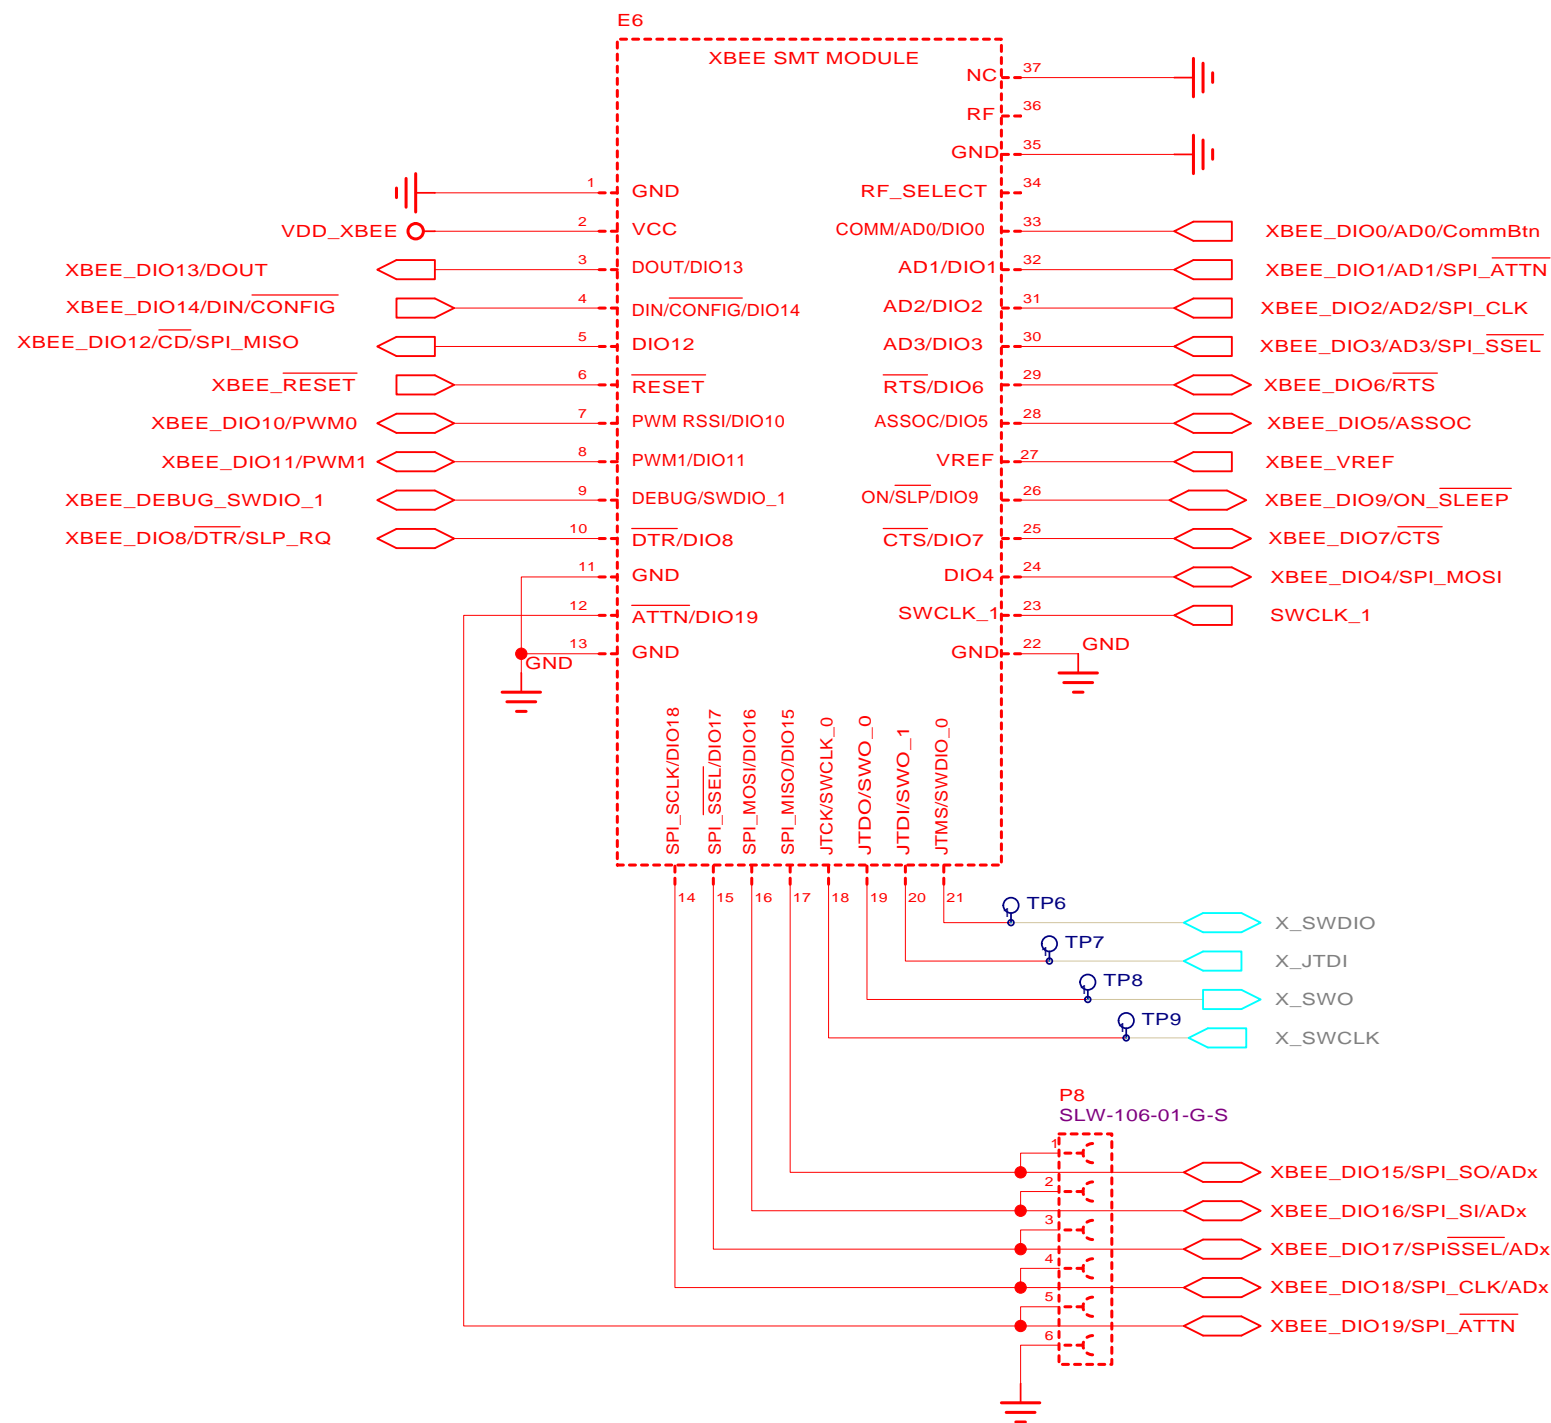 E6
XBEE SMT MODULE
NC 37
RF 36
GND 35
1 GND
RF_SELECT 34
VDD_XBEE 2 VCC
COMM/AD0/DIO0 33 XBEE_DIO0/AD0/CommBtn
XBEE_DIO13/DOUT 3 DOUT/DIO13
AD1/DIO1 32 XBEE_DIO1/AD1/SPI_ATTN
XBEE_DIO14/DIN/CONFIG 4 DIN/CONFIG/DIO14
AD2/DIO2 31 XBEE_DIO2/AD2/SPI_CLK
XBEE_DIO12/CD/SPI_MISO 5 DIO12
AD3/DIO3 30 XBEE_DIO3/AD3/SPI_SSEL
XBEE_RESET 6 RESET
RTS/DIO6 29 XBEE_DIO6/RTS
XBEE_DIO10/PWM0 7 PWM RSSI/DIO10
ASSOC/DIO5 28 XBEE_DIO5/ASSOC
XBEE_DIO11/PWM1 8 PWM1/DIO11
VREF 27 XBEE_VREF
XBEE_DEBUG_SWDIO_1 9 DEBUG/SWDIO_1
ON/SLP/DIO9 26 XBEE_DIO9/ON_SLEEP
XBEE_DIO8/DTR/SLP_RQ 10 DTR/DIO8
CTS/DIO7 25 XBEE_DIO7/CTS
11 GND
DIO4 24 XBEE_DIO4/SPI_MOSI
12 ATTN/DIO19
SWCLK_1 23 SWCLK_1
13 GND
GND
GND 22 GND
SPI_SCLK/DIO18
SPI_SSEL/DIO17
SPI_MOSI/DIO16
SPI_MISO/DIO15
JTCK/SWCLK_0
JTDO/SWO_0
JTDI/SWO_1
JTMS/SWDIO_0
14 15 16 17 18 19 20 21
1 TP6 X_SWDIO
1 TP7 X_JTDI
1 TP8 X_SWO
1 TP9 X_SWCLK
P8
SLW-106-01-G-S
1 XBEE_DIO15/SPI_SO/ADx
2 XBEE_DIO16/SPI_SI/ADx
3 XBEE_DIO17/SPISSEL/ADx
4 XBEE_DIO18/SPI_CLK/ADx
5 XBEE_DIO19/SPI_ATTN
6